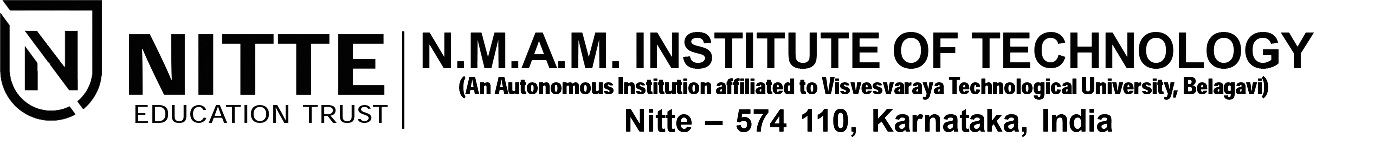 N
NITTE
EDUCATION TRUST
N.M.A.M. INSTITUTE OF TECHNOLOGY
(An Autonomous Institution affiliated to Visvesvaraya Technological University, Belagavi)
Nitte – 574 110, Karnataka, India